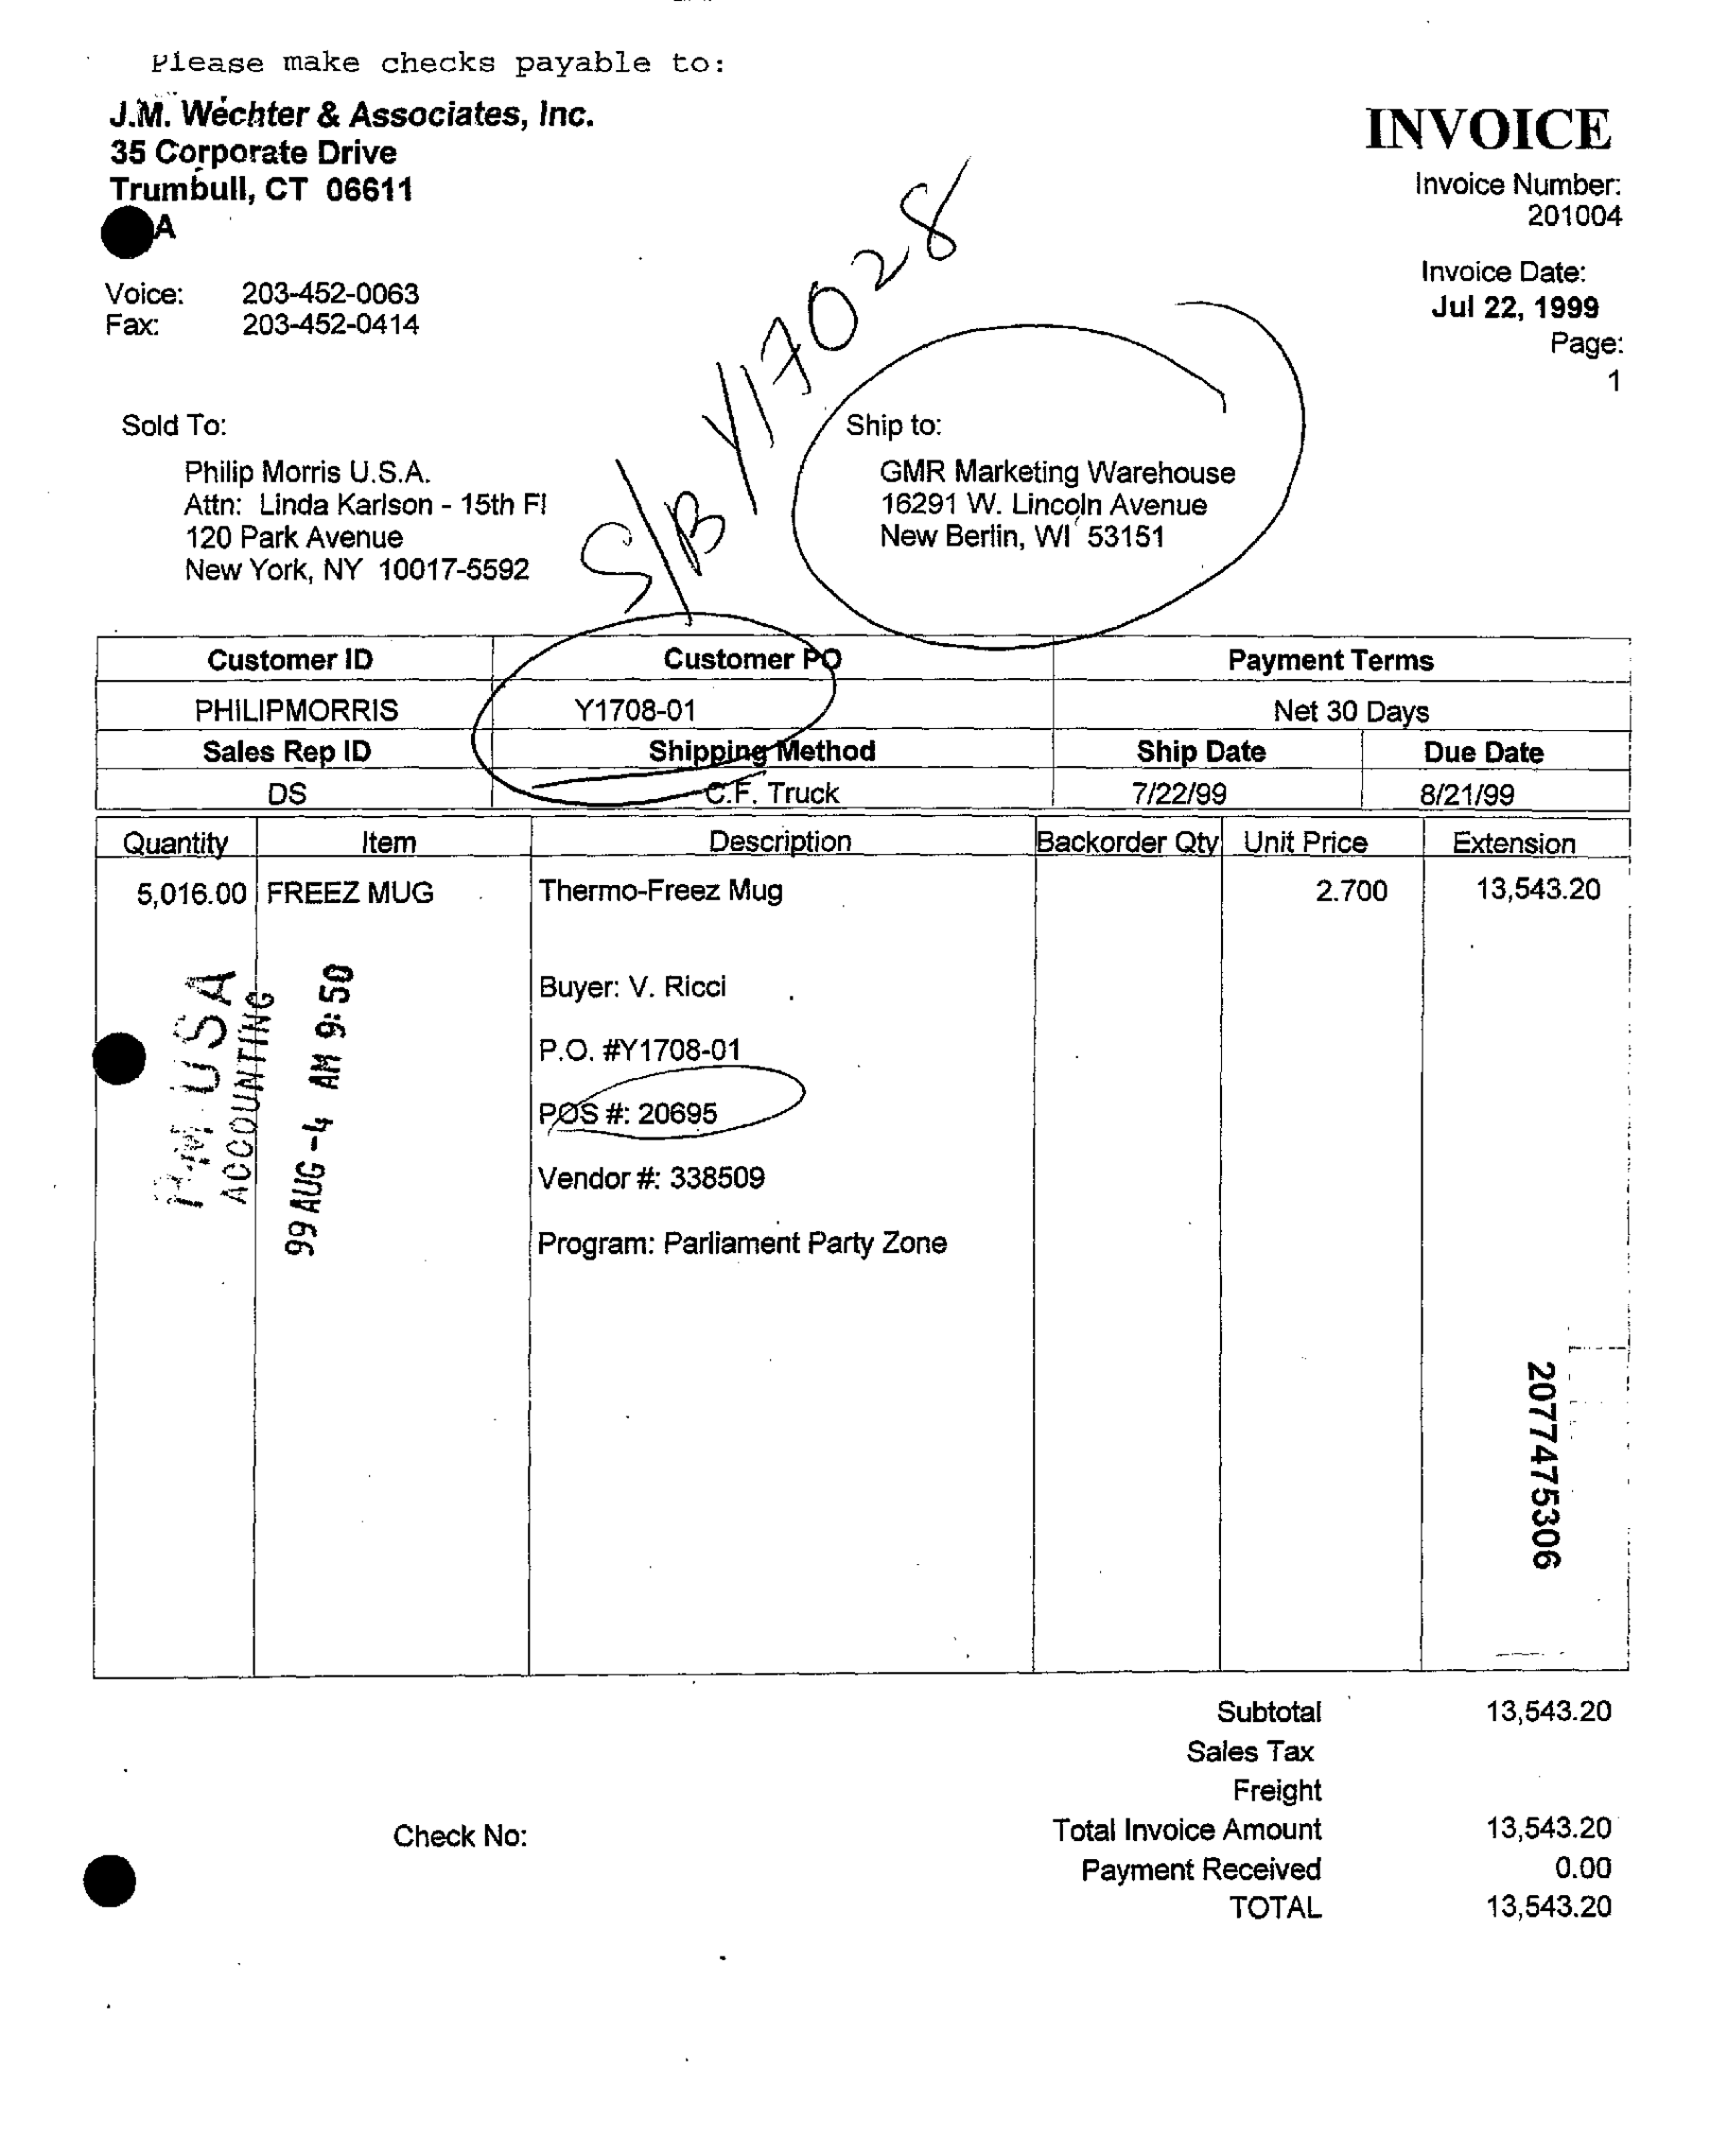 Please make checks payable to:
J.M. Wechter & Associates, Inc.
35 Corporate Drive
Trumbull, CT 06611
A
Voice: 203-452-0063
Fax: 203-452-0414
INVOICE
Invoice Number:
201004
Invoice Date:
Jul 22, 1999
Page:
1
S/B Y17028
Sold To:
Philip Morris U.S.A.
Attn: Linda Karlson - 15th Fl
120 Park Avenue
New York, NY 10017-5592
Ship to:
GMR Marketing Warehouse
16291 W. Lincoln Avenue
New Berlin, WI 53151
Customer ID Customer PO Payment Terms
PHILIPMORRIS Y1708-01 Net 30 Days
Sales Rep ID Shipping Method Ship Date Due Date
DS C.F. Truck 7/22/99 8/21/99
Quantity Item Description Backorder Qty Unit Price Extension
5,016.00 FREEZ MUG Thermo-Freez Mug 2.700 13,543.20
Buyer: V. Ricci
P.O. #Y1708-01
POS #: 20695
Vendor #: 338509
Program: Parliament Party Zone
P.M. USA
ACCOUNTING
99 AUG -4 AM 9:50
2077475306
Subtotal 13,543.20
Sales Tax
Freight
Check No:
Total Invoice Amount 13,543.20
Payment Received 0.00
TOTAL 13,543.20